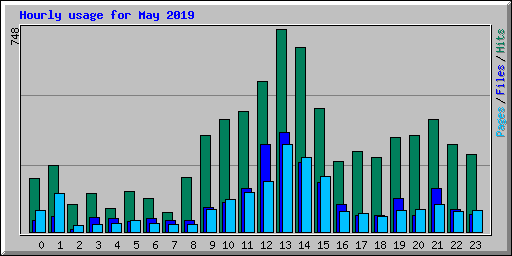 Hourly usage for May 2019
748
Pages / Files / Hits
0 1 2 3 4 5 6 7 8 9 10 11 12 13 14 15 16 17 18 19 20 21 22 23